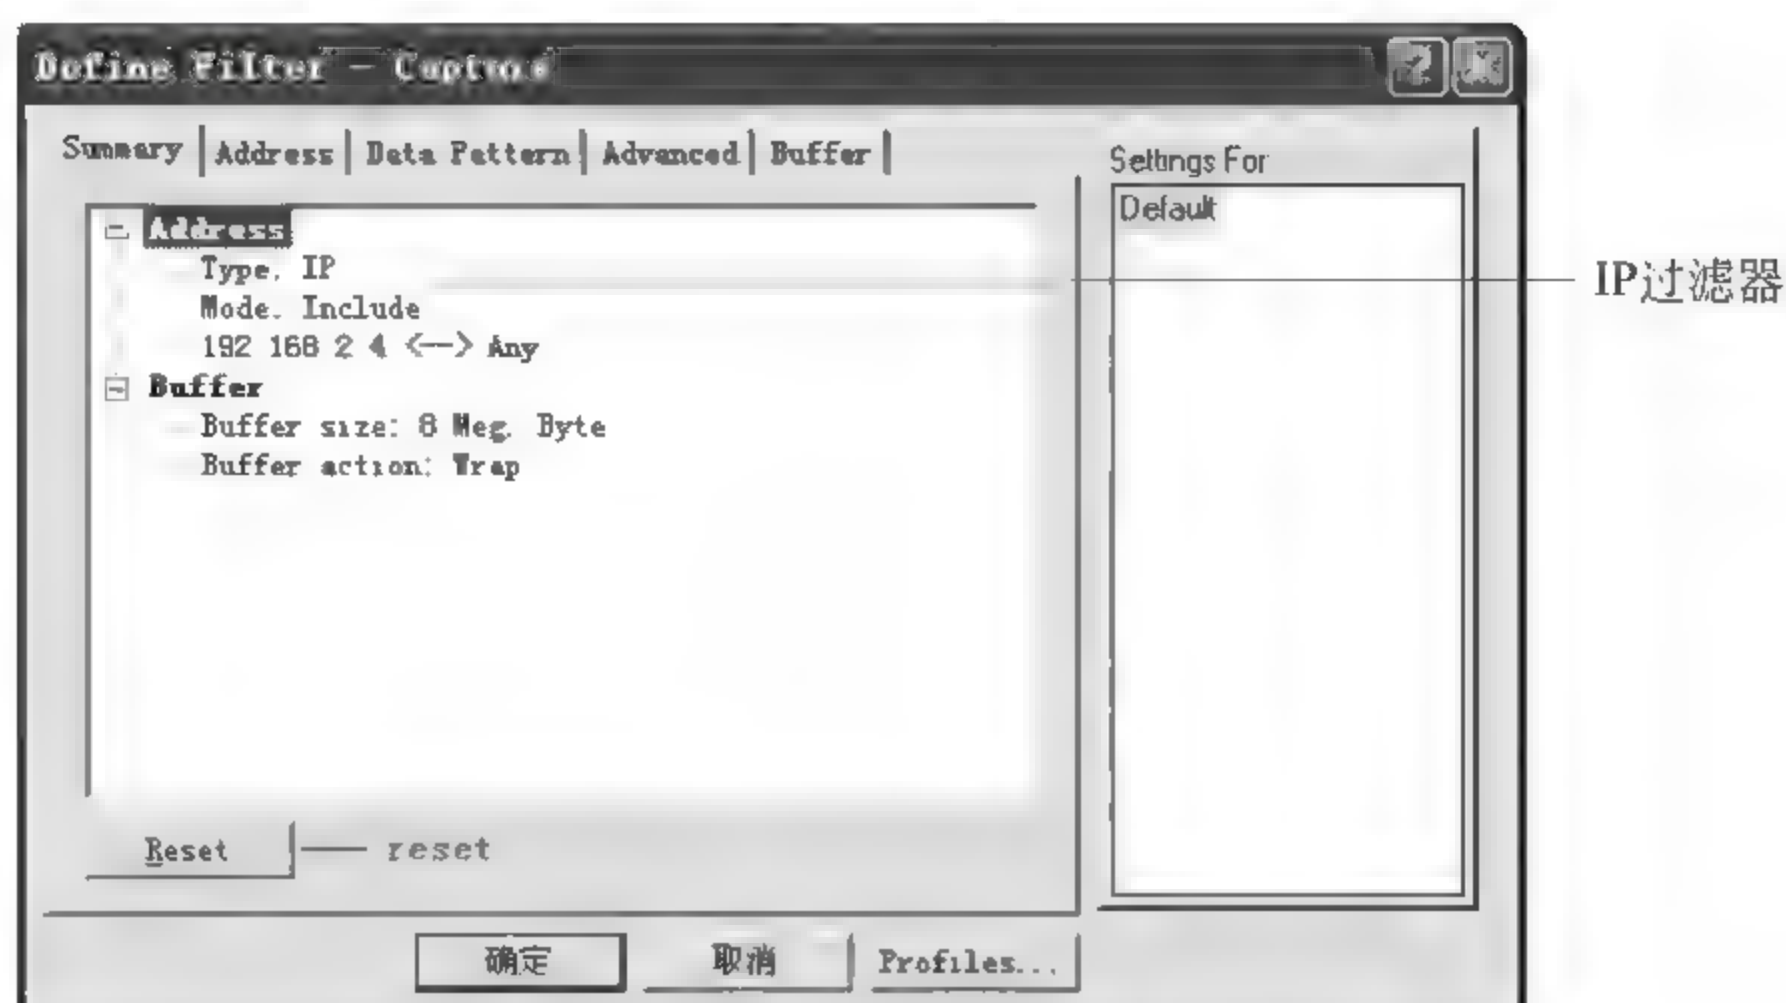 Define Filter - Capture
Summary Address Data Pattern Advanced Buffer
Settings For
Default
Address
Type. IP
Mode. Include
192 168 2 4 <—> Any
Buffer
Buffer size: 8 Meg. Byte
Buffer action: Wrap
IP过滤器
Reset
reset
确定 取消 Profiles...